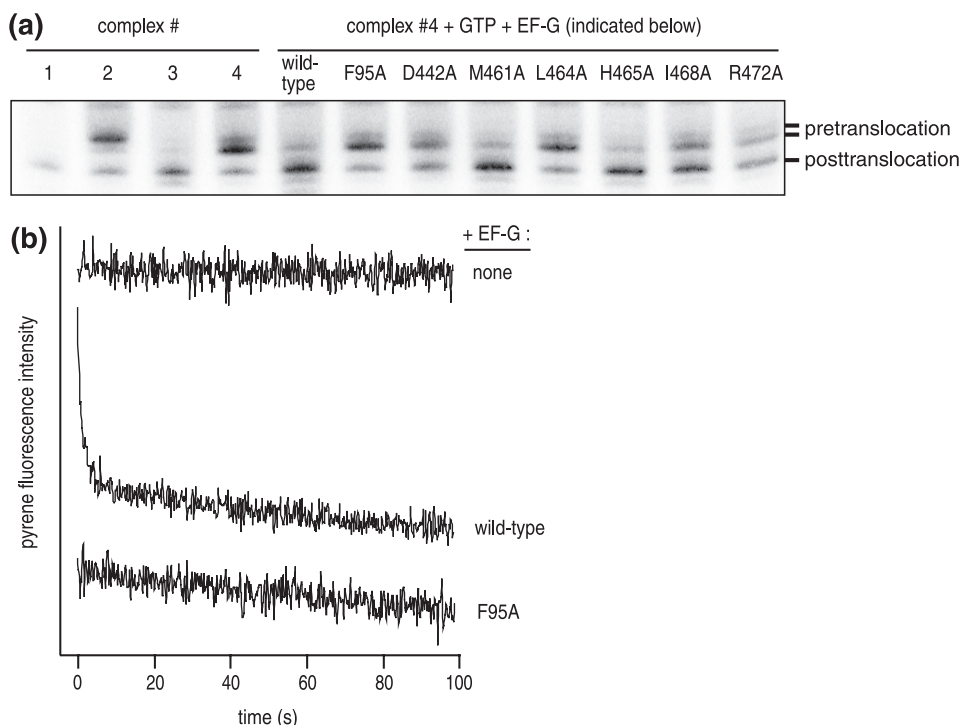 (a)
complex #
complex #4 + GTP + EF-G (indicated below)
1 2 3 4 wild-type F95A D442A M461A L464A H465A I468A R472A
pretranslocation
posttranslocation
(b)
+ EF-G :
none
wild-type
F95A
pyrene fluorescence intensity
0 20 40 60 80 100
time (s)